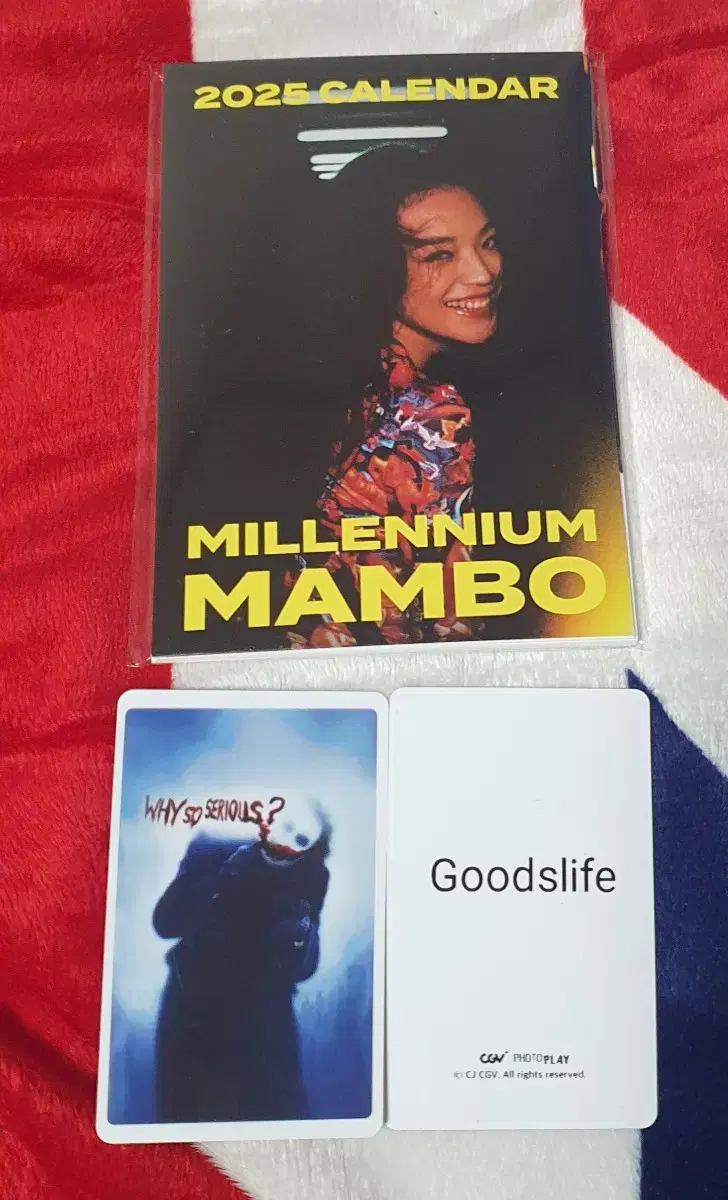 2025 CALENDAR
MILLENNIUM
MAMBO
WHY SO SERIOUS?
Goodslife
CGV PHOTOPLAY
© CJ CGV. All rights reserved.